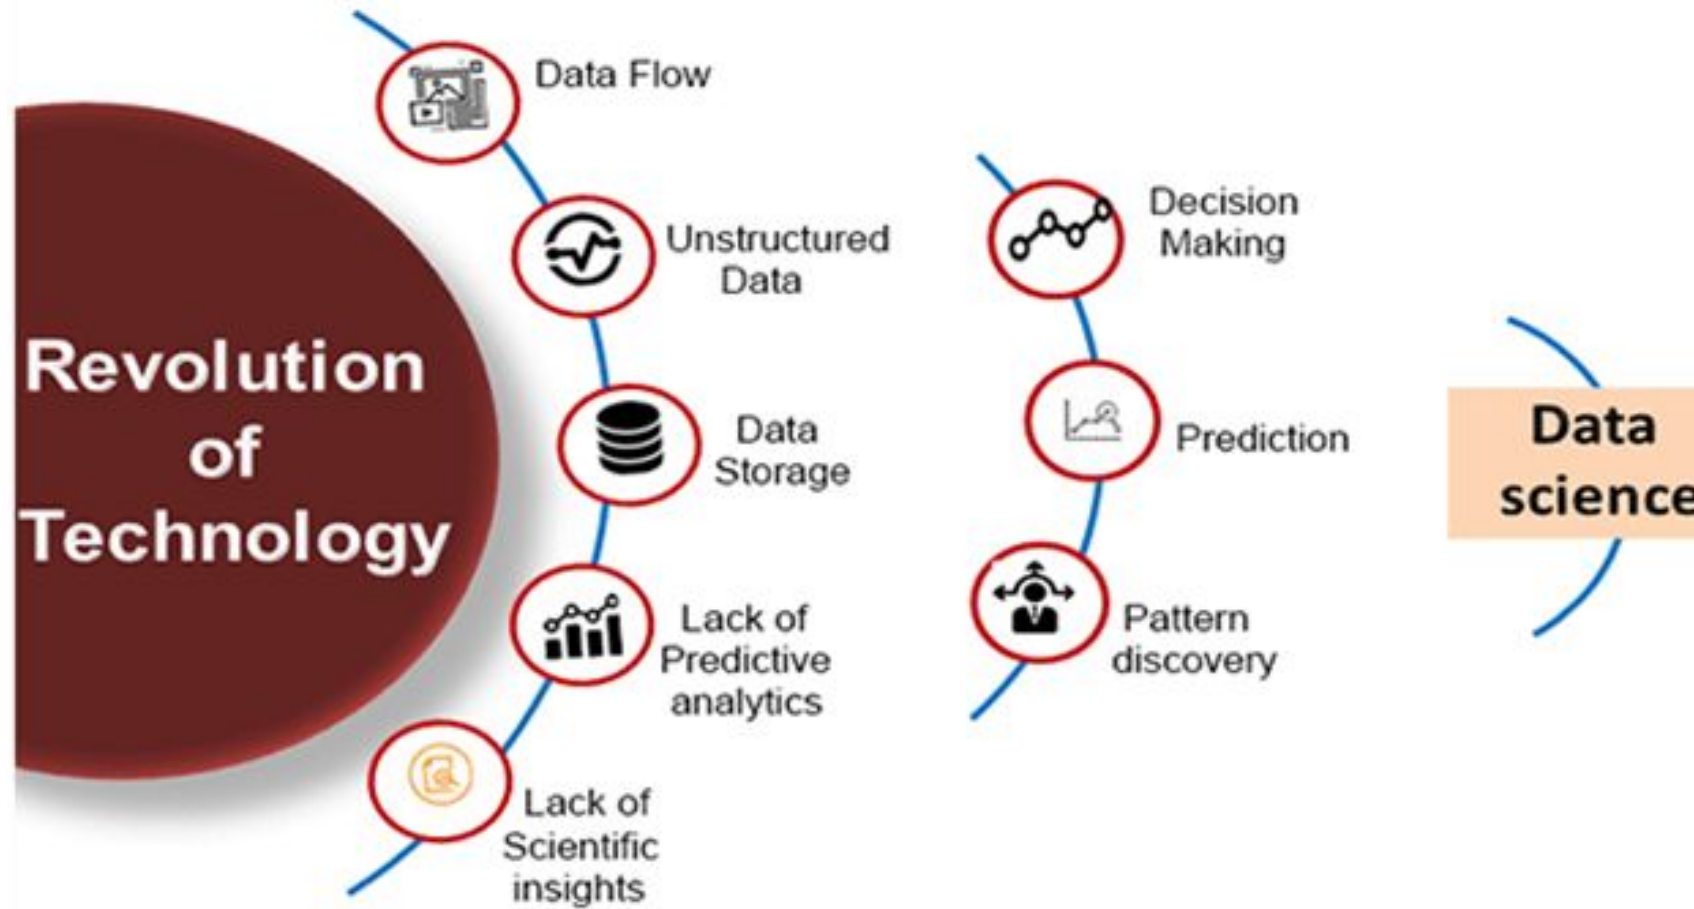 Revolution
of
Technology
Data Flow
Unstructured
Data
Data
Storage
Lack of
Predictive
analytics
Lack of
Scientific
insights
Decision
Making
Prediction
Pattern
discovery
Data
science